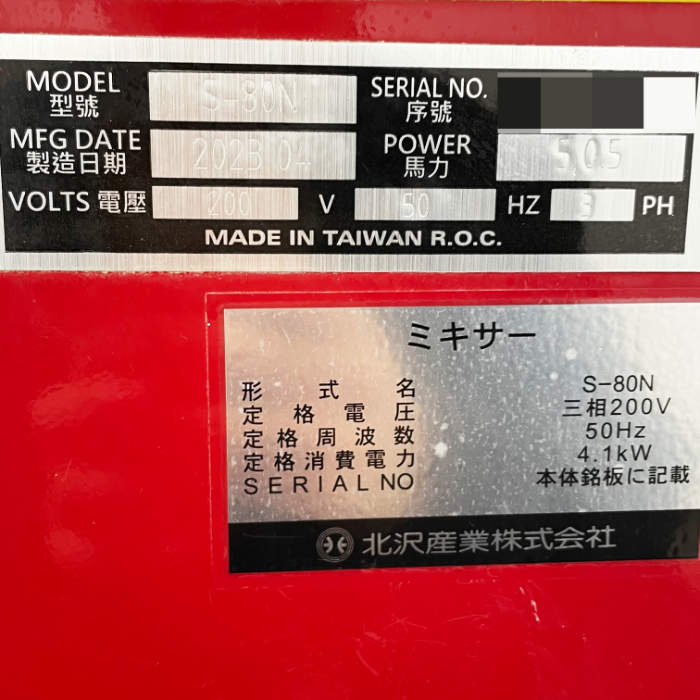 MODEL 型號 S-80N SERIAL NO. 序號
MFG DATE 製造日期 2023 04 POWER 馬力 5.05
VOLTS 電壓 200 V 50 HZ 3 PH
MADE IN TAIWAN R.O.C.
ミキサー
形式名 S-80N
定格電圧 三相200V
定格周波数 50Hz
定格消費電力 4.1kW
SERIAL NO 本体銘板に記載
北沢産業株式会社